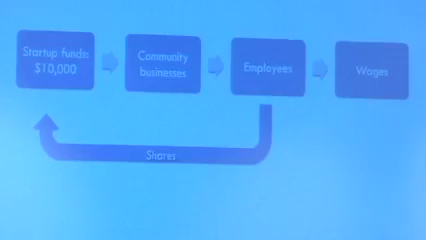 Startup funds:
$10,000
Community
businesses
Employees
Wages
Shares